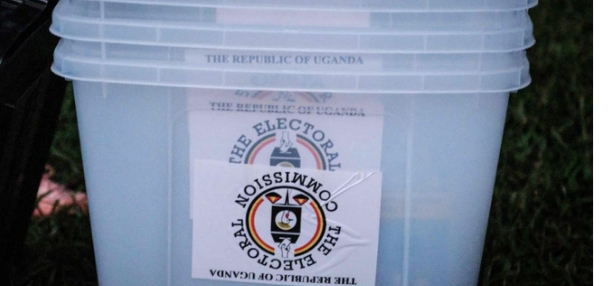 THE REPUBLIC OF UGANDA
THE REPUBLIC OF UGANDA
THE ELECTORAL
THE ELECTORAL COMMISSION
THE REPUBLIC OF UGANDA